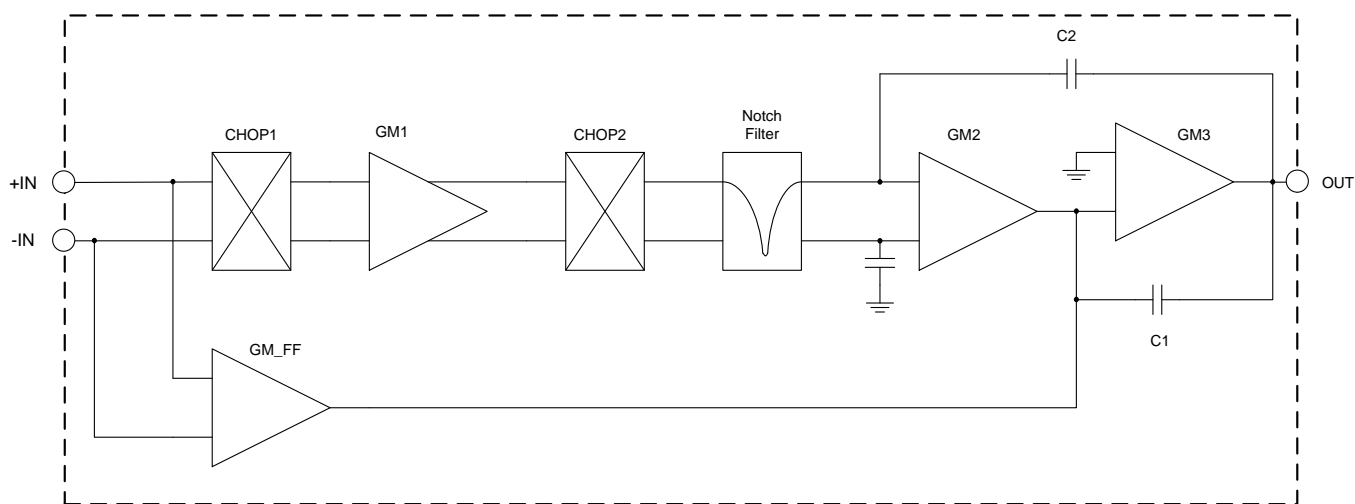 C2
Notch
Filter
CHOP1
GM1
CHOP2
GM2
GM3
+IN
OUT
-IN
C1
GM_FF